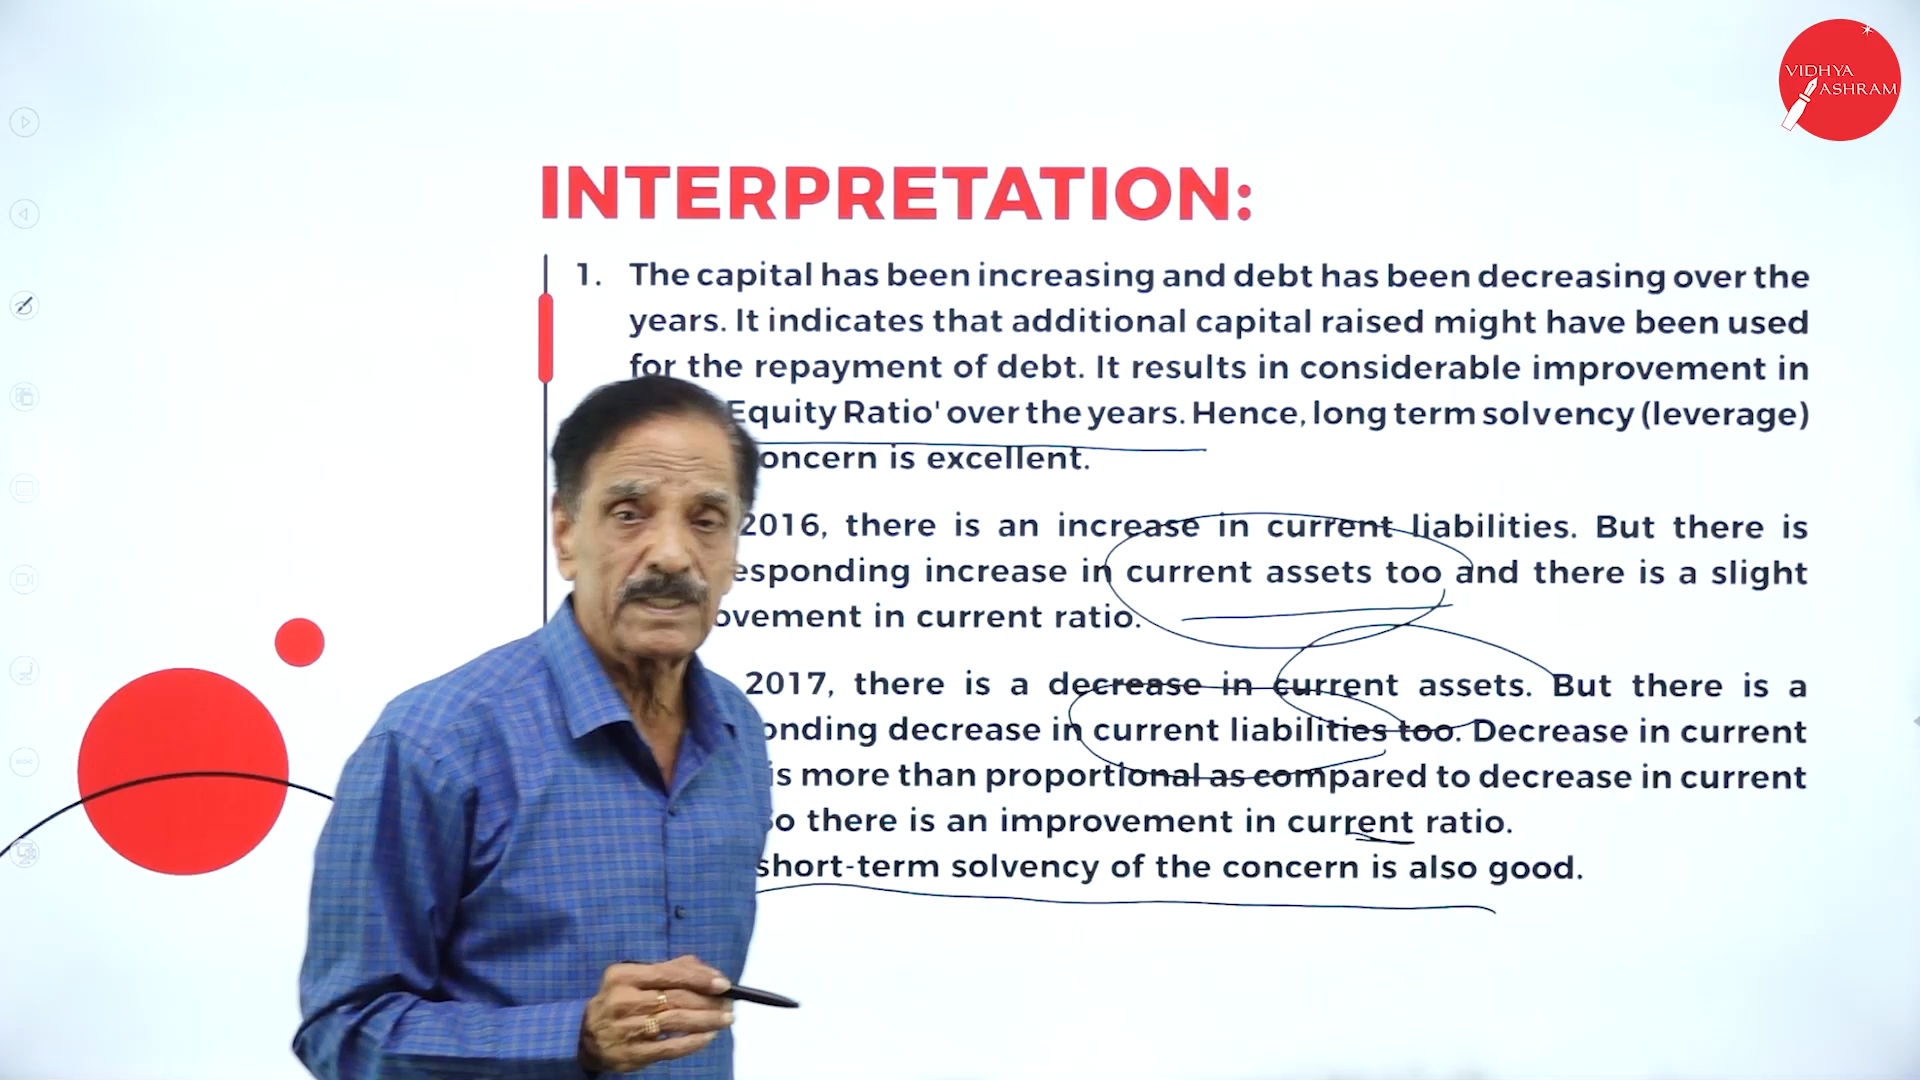 VIDHYA
ASHRAM
INTERPRETATION:
1. The capital has been increasing and debt has been decreasing over the
years. It indicates that additional capital raised might have been used
for the repayment of debt. It results in considerable improvement in
Equity Ratio' over the years. Hence, long term solvency (leverage)
oncern is excellent.
2016, there is an increase in current liabilities. But there is
esponding increase in current assets too and there is a slight
ovement in current ratio.
2017, there is a decrease in current assets. But there is a
onding decrease in current liabilities too. Decrease in current
is more than proportional as compared to decrease in current
so there is an improvement in current ratio.
short-term solvency of the concern is also good.